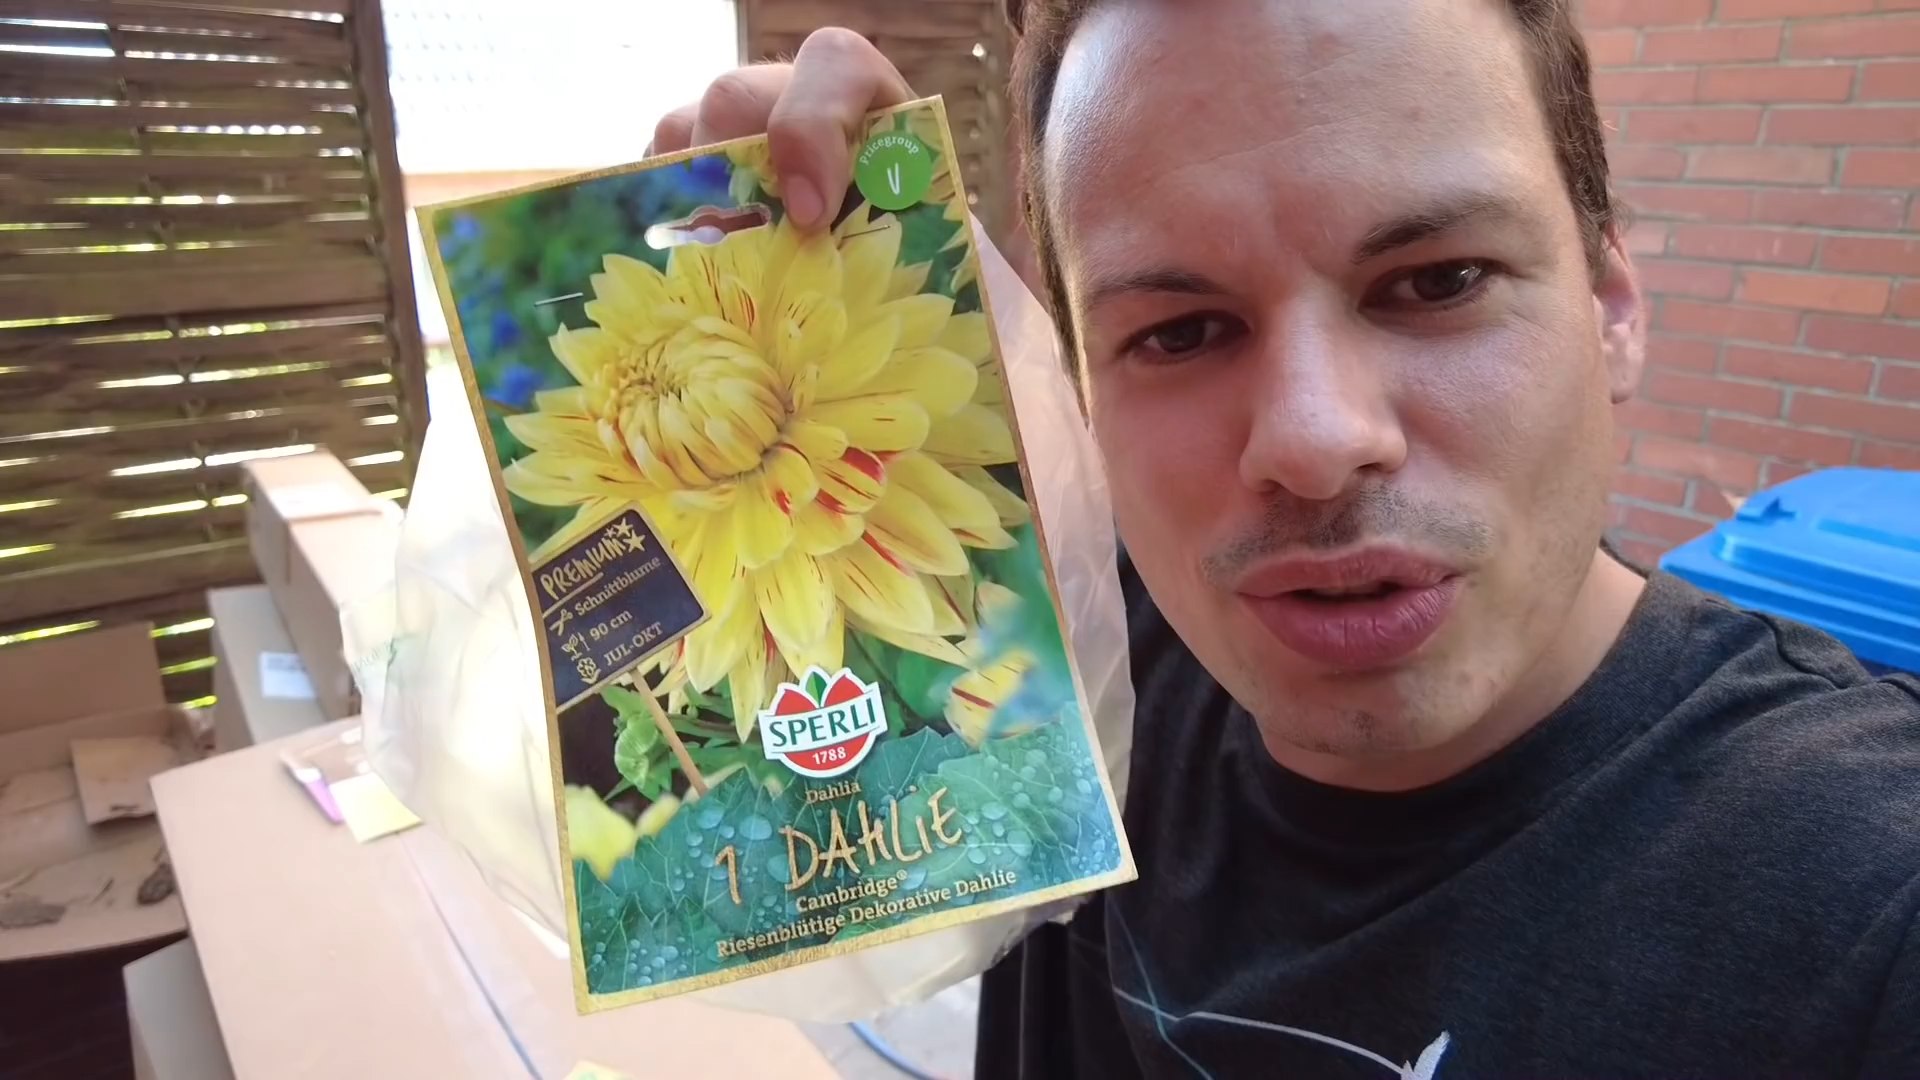 Pricegroup
V
PREMIUM
Schnittblume
90 cm
JUL-OKT
SPERLI
1788
Dahlia
1 DAHLiE
Cambridge®
Riesenblütige Dekorative Dahlie